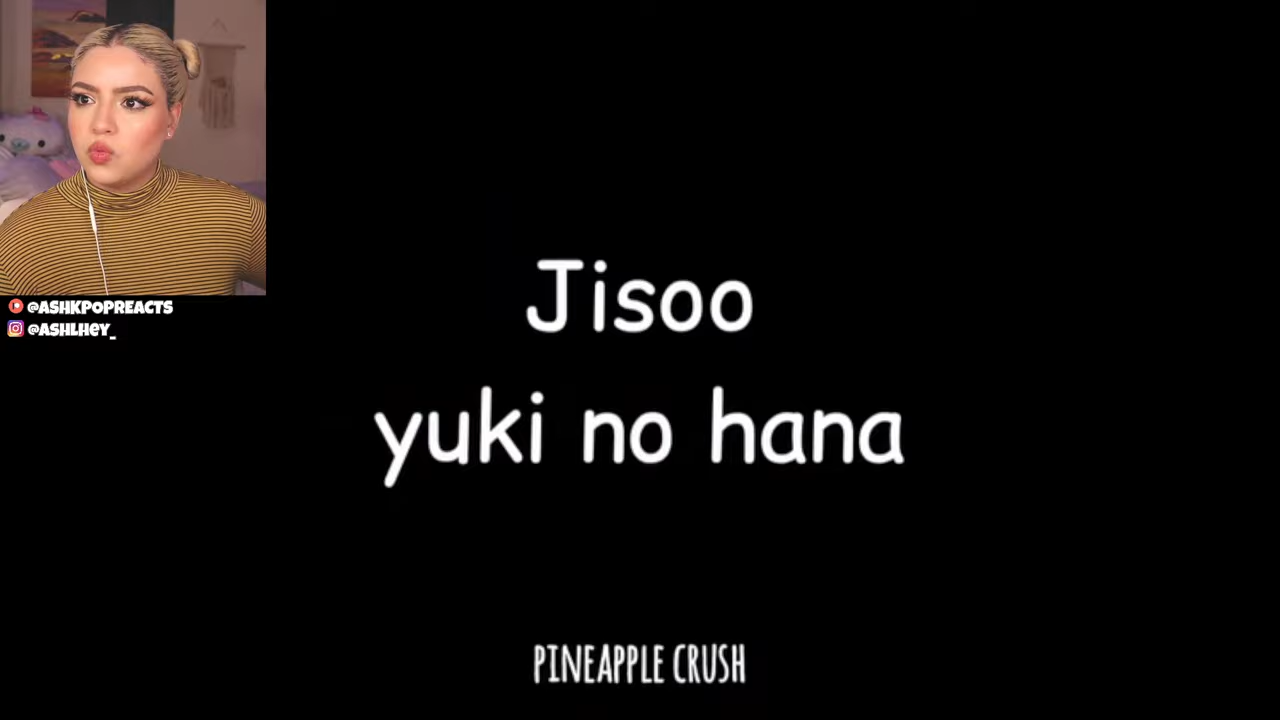 @ASHKPOPREACTS
@ASHLHEY_
Jisoo
yuki no hana
PINEAPPLE CRUSH